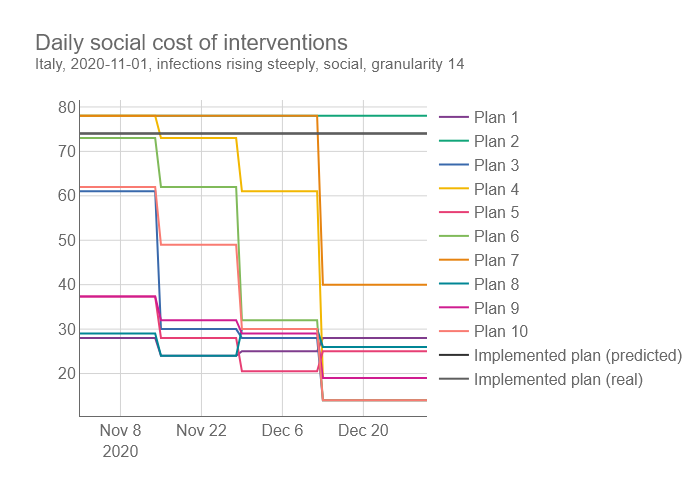 Daily social cost of interventions
Italy, 2020-11-01, infections rising steeply, social, granularity 14
80
70
60
50
40
30
20
Nov 8
2020
Nov 22
Dec 6
Dec 20
Plan 1
Plan 2
Plan 3
Plan 4
Plan 5
Plan 6
Plan 7
Plan 8
Plan 9
Plan 10
Implemented plan (predicted)
Implemented plan (real)